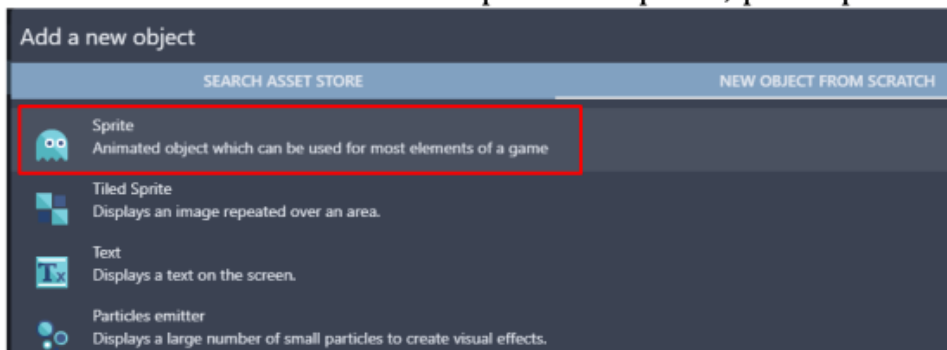 Add a new object
SEARCH ASSET STORE
NEW OBJECT FROM SCRATCH
Sprite
Animated object which can be used for most elements of a game
Tiled Sprite
Displays an image repeated over an area.
Text
Tx
Displays a text on the screen.
Particles emitter
Displays a large number of small particles to create visual effects.